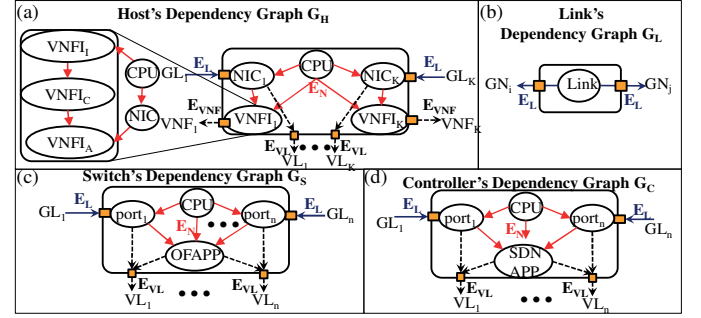 (a) Host's Dependency Graph G_H
VNFI_I
VNFI_C
VNFI_A
CPU
NIC
GL_1
E_L
NIC_1
CPU
NIC_K
E_L
GL_K
E_N
VNFI_1
VNFI_K
E_VNF
VNF_1
E_VNF
VNF_K
E_VL
E_VL
VL_1
VL_K
(b) Link's
Dependency Graph G_L
GN_i
E_L
Link
E_L
GN_j
(c) Switch's Dependency Graph G_S
GL_1
E_L
port_1
CPU
port_n
E_L
GL_n
E_N
OFAPP
E_VL
E_VL
VL_1
VL_n
(d) Controller's Dependency Graph G_C
GL_1
E_L
port_1
CPU
port_n
E_L
GL_n
E_N
SDN
APP
E_VL
E_VL
VL_1
VL_n